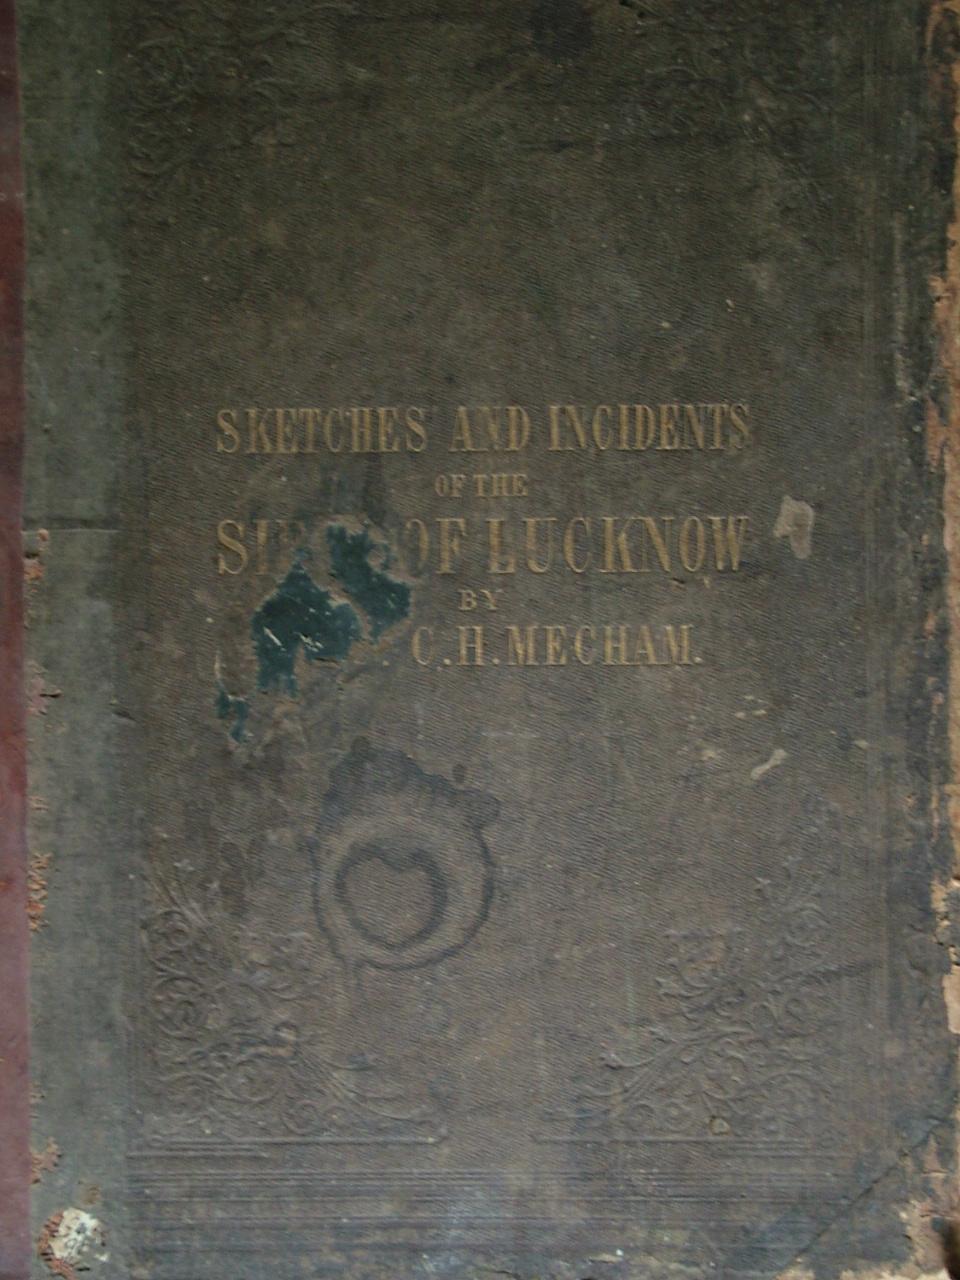 SKETCHES AND INCIDENTS
OF THE
OF LUCKNOW
BY
C.H. MECHAM.